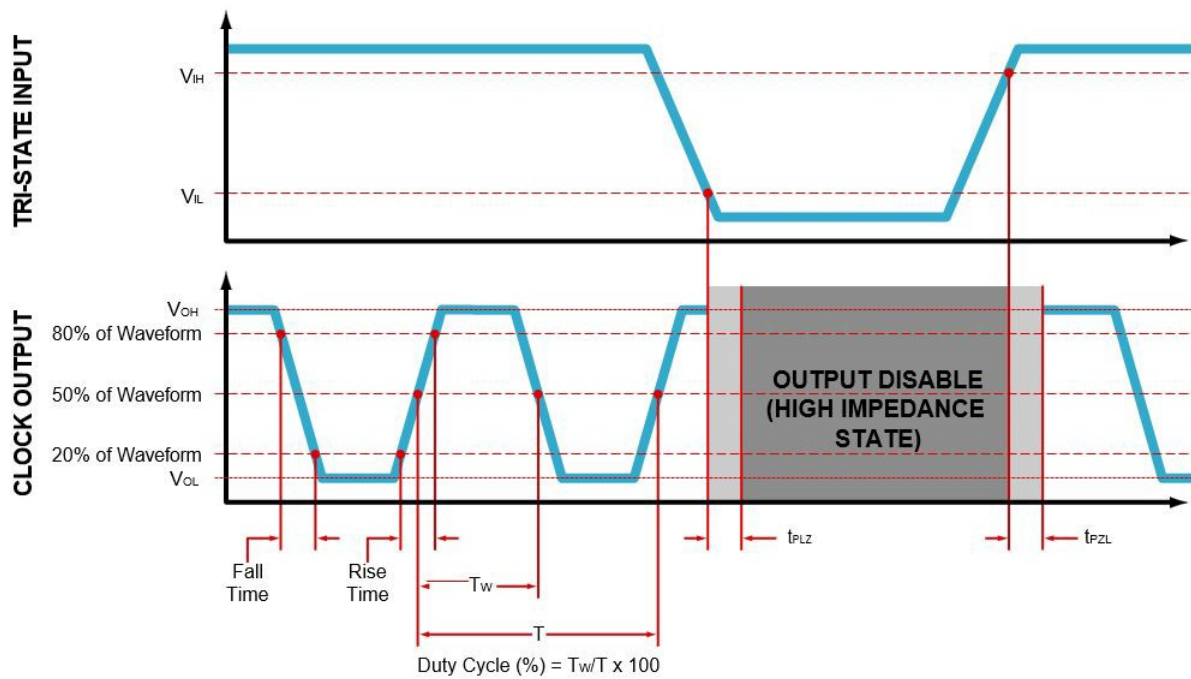 TRI-STATE INPUT
VIH
VIL
CLOCK OUTPUT
VOH
80% of Waveform
50% of Waveform
20% of Waveform
VOL
OUTPUT DISABLE
(HIGH IMPEDANCE
STATE)
tPLZ
tPZL
Fall
Time
Rise
Time
TW
T
Duty Cycle (%) = TW/T x 100